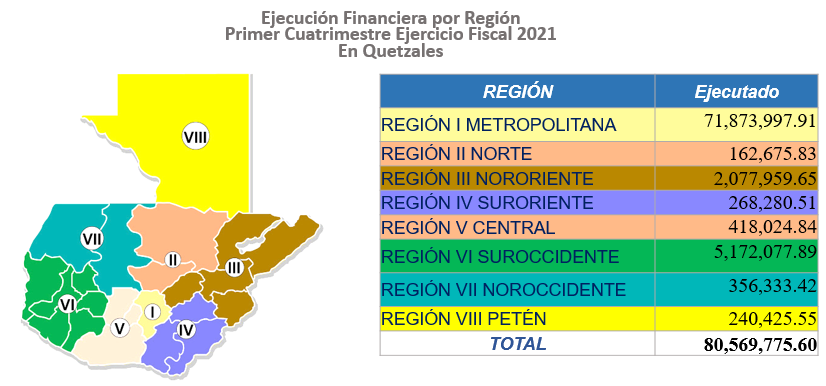 Ejecución Financiera por Región
Primer Cuatrimestre Ejercicio Fiscal 2021
En Quetzales
VIII
VII
II
III
VI
I
V
IV
REGIÓN Ejecutado
REGIÓN I METROPOLITANA 71,873,997.91
REGIÓN II NORTE 162,675.83
REGIÓN III NORORIENTE 2,077,959.65
REGIÓN IV SURORIENTE 268,280.51
REGIÓN V CENTRAL 418,024.84
REGIÓN VI SUROCCIDENTE 5,172,077.89
REGIÓN VII NOROCCIDENTE 356,333.42
REGIÓN VIII PETÉN 240,425.55
TOTAL 80,569,775.60